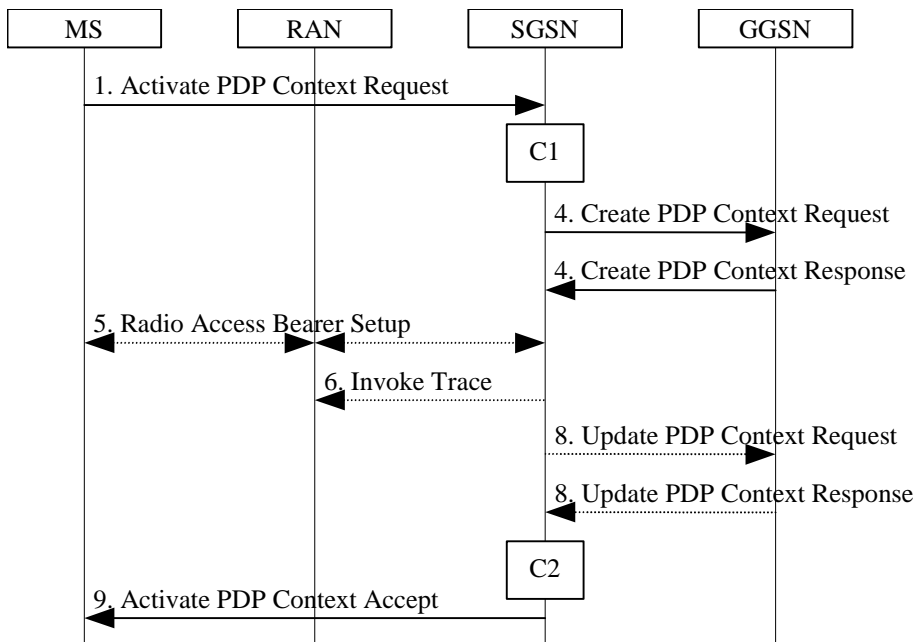 MS
RAN
SGSN
GGSN
1. Activate PDP Context Request
C1
4. Create PDP Context Request
4. Create PDP Context Response
5. Radio Access Bearer Setup
6. Invoke Trace
8. Update PDP Context Request
8. Update PDP Context Response
C2
9. Activate PDP Context Accept